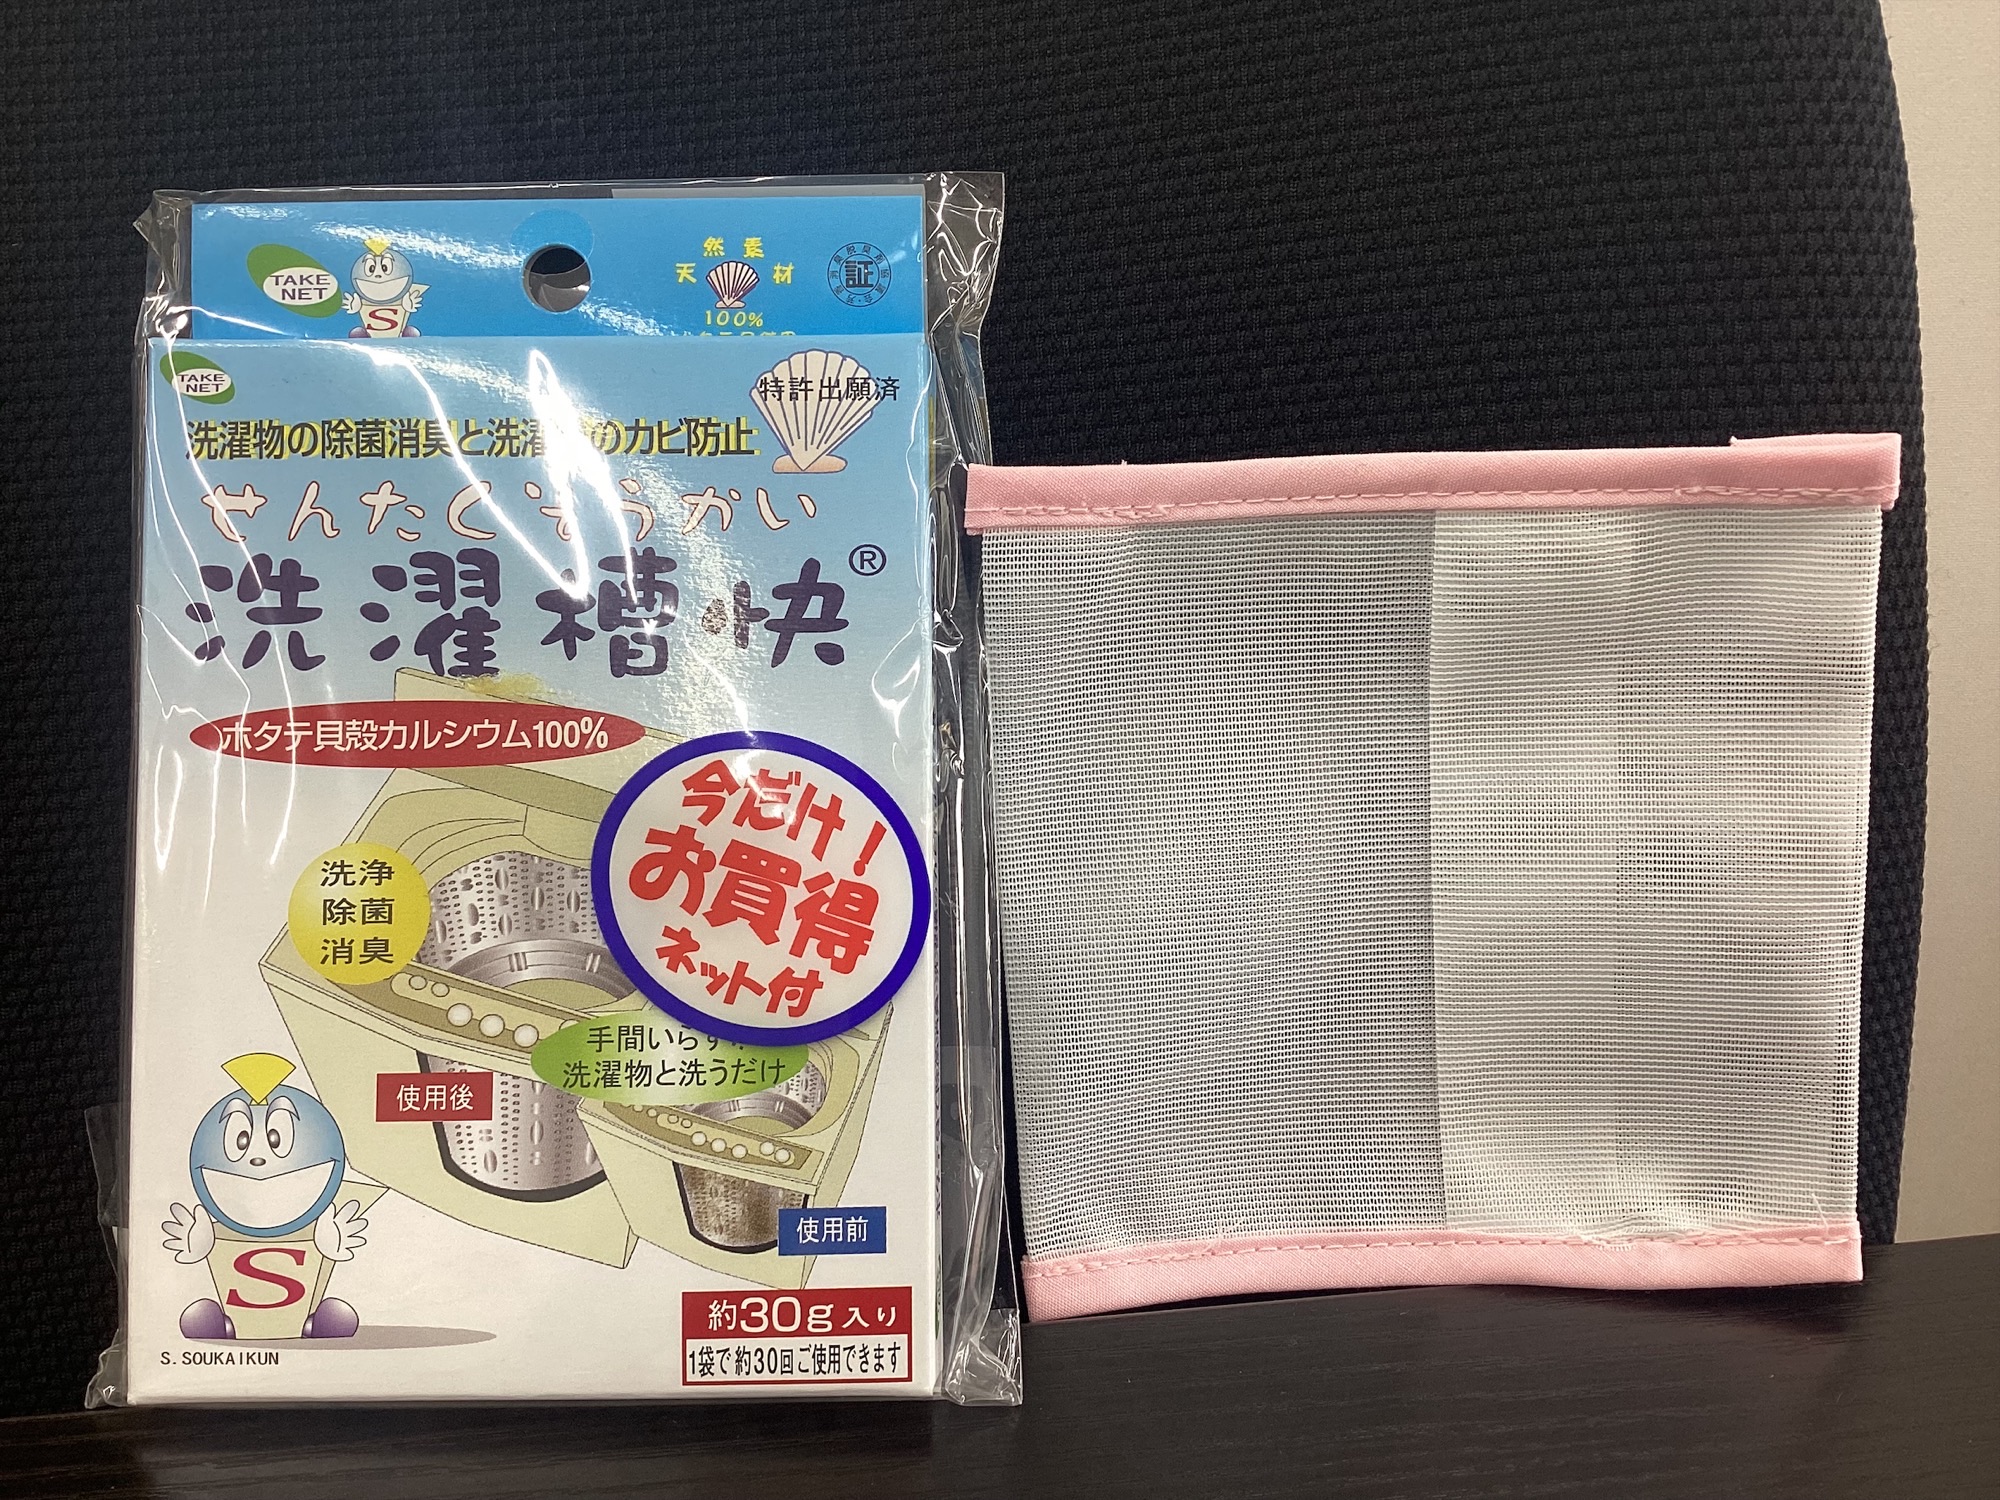 TAKE
NET
S
天然素材
100%
証
TAKE
NET
特許出願済
洗濯物の除菌消臭と洗濯 のカビ防止
せんたくそうかい
洗濯槽快®
ホタテ貝殻カルシウム100%
今だけ!
お買得
ネット付
洗浄
除菌
消臭
手間いらず!!
洗濯物と洗うだけ
使用後
使用前
S
S.SOUKAIKUN
約30g入り
1袋で約30回ご使用できます